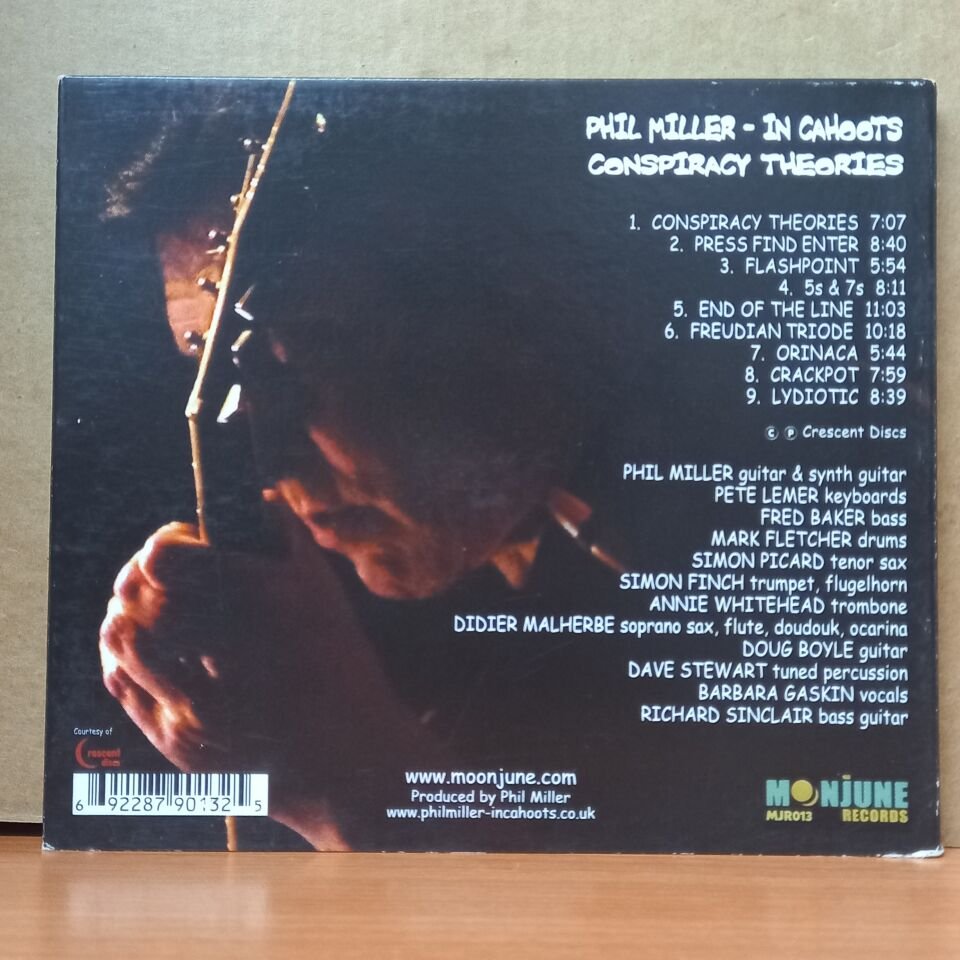 PHIL MILLER - IN CAHOOTS
CONSPIRACY THEORIES
1. CONSPIRACY THEORIES 7:07
2. PRESS FIND ENTER 8:40
3. FLASHPOINT 5:54
4. 5s & 7s 8:11
5. END OF THE LINE 11:03
6. FREUDIAN TRIODE 10:18
7. ORINACA 5:44
8. CRACKPOT 7:59
9. LYDIOTIC 8:39
© ℗ Crescent Discs
PHIL MILLER guitar & synth guitar
PETE LEMER keyboards
FRED BAKER bass
MARK FLETCHER drums
SIMON PICARD tenor sax
SIMON FINCH trumpet, flugelhorn
ANNIE WHITEHEAD trombone
DIDIER MALHERBE soprano sax, flute, doudouk, ocarina
DOUG BOYLE guitar
DAVE STEWART tuned percussion
BARBARA GASKIN vocals
RICHARD SINCLAIR bass guitar
Courtesy of
Crescent
discs
6 92287 90132 5
www.moonjune.com
Produced by Phil Miller
www.philmiller-incahoots.co.uk
MOONJUNE
RECORDS
MJR013